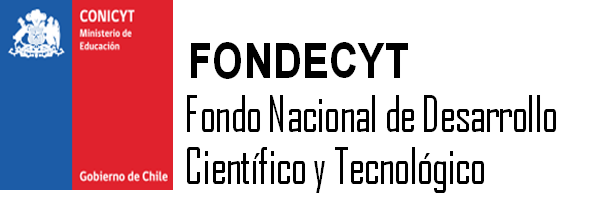 CONICYT
Ministerio de
Educación
Gobierno de Chile
FONDECYT
Fondo Nacional de Desarrollo
Científico y Tecnológico